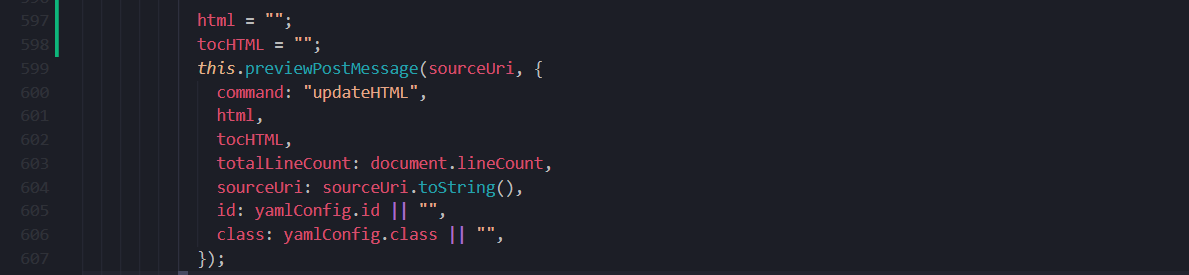 596
597 html = "";
598 tocHTML = "";
599 this.previewPostMessage(sourceUri, {
600 command: "updateHTML",
601 html,
602 tocHTML,
603 totalLineCount: document.lineCount,
604 sourceUri: sourceUri.toString(),
605 id: yamlConfig.id || "",
606 class: yamlConfig.class || "",
607 });